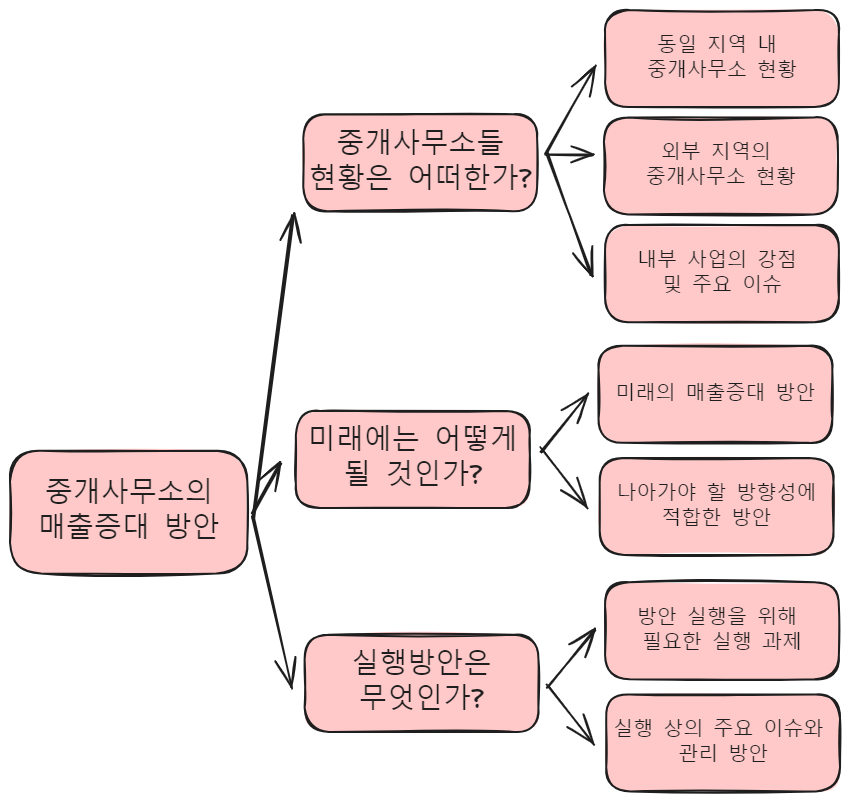 동일 지역 내
중개사무소 현황
중개사무소들
현황은 어떠한가?
외부 지역의
중개사무소 현황
내부 사업의 강점
및 주요 이슈
미래의 매출증대 방안
미래에는 어떻게
될 것인가?
중개사무소의
매출증대 방안
나아가야 할 방향성에
적합한 방안
방안 실행을 위해
필요한 실행 과제
실행방안은
무엇인가?
실행 상의 주요 이슈와
관리 방안